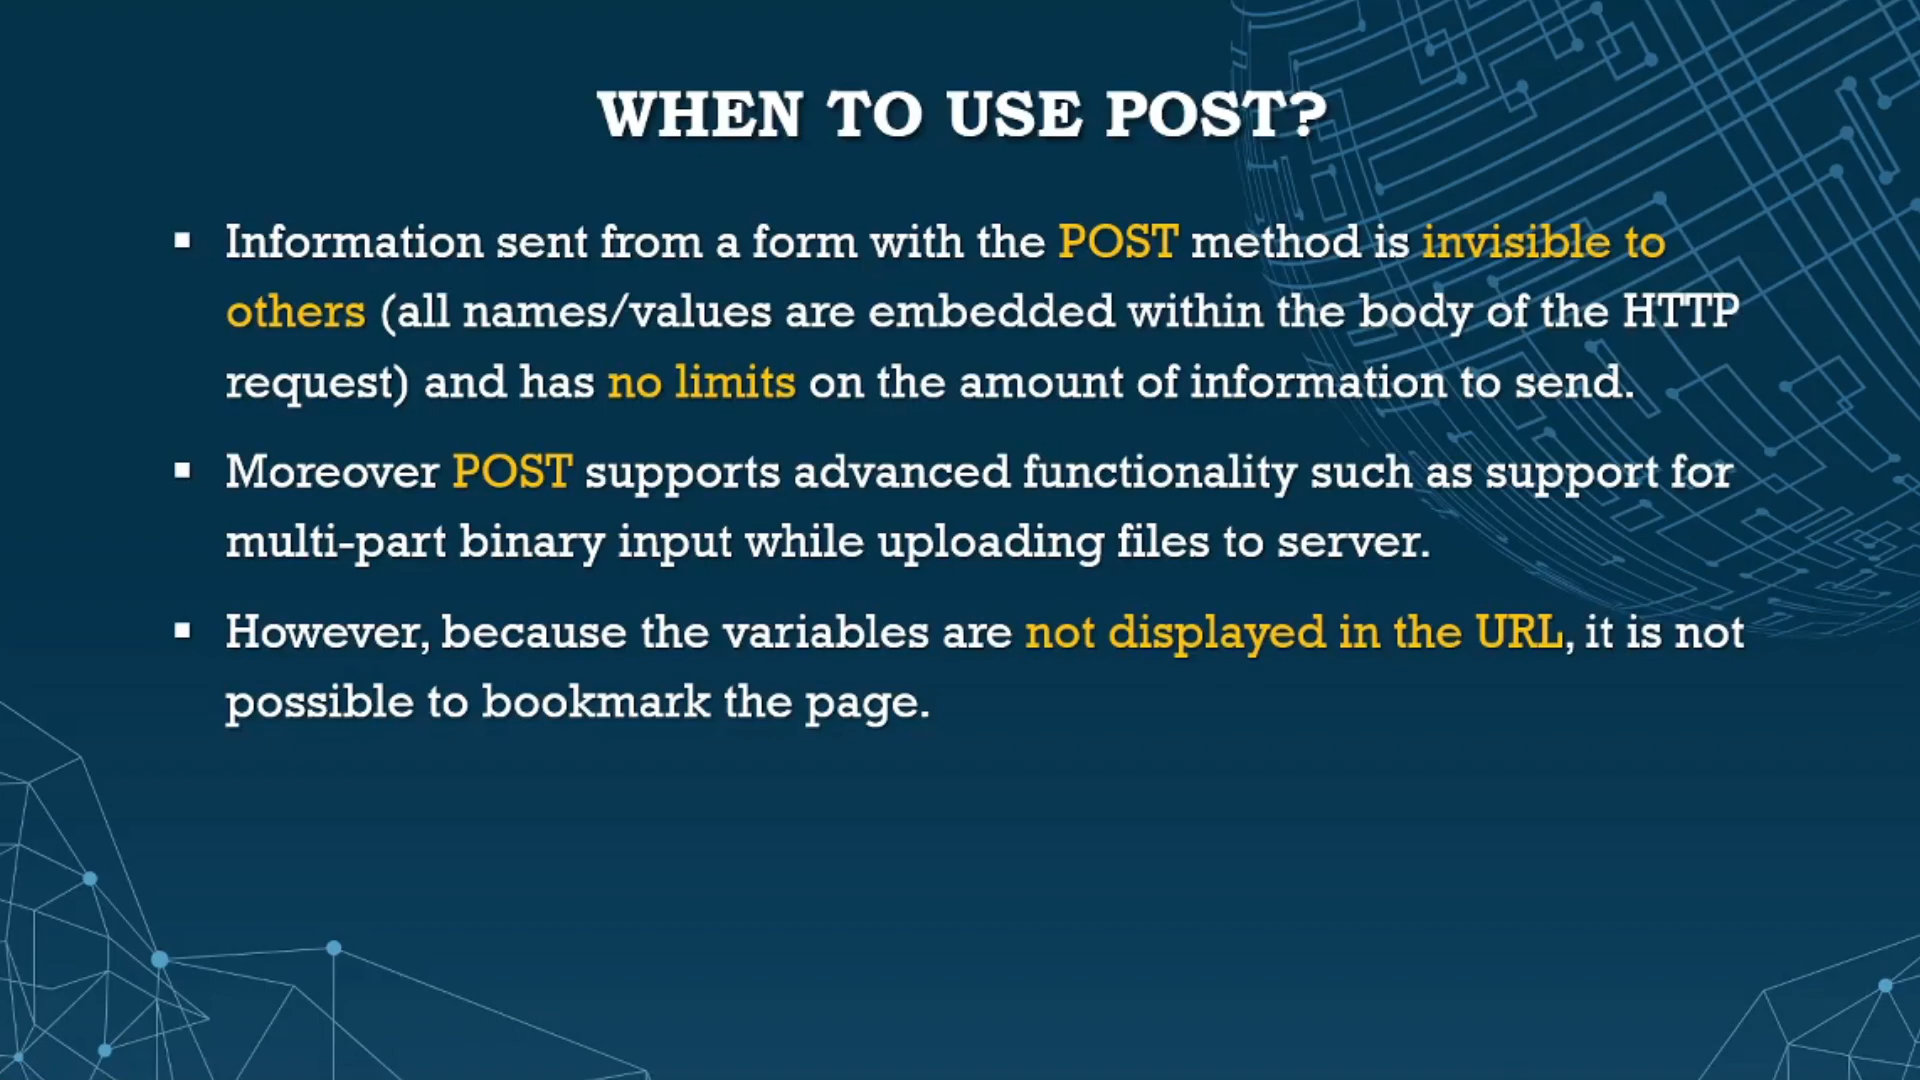 WHEN TO USE POST?
▪ Information sent from a form with the POST method is invisible to
others (all names/values are embedded within the body of the HTTP
request) and has no limits on the amount of information to send.
▪ Moreover POST supports advanced functionality such as support for
multi-part binary input while uploading files to server.
▪ However, because the variables are not displayed in the URL, it is not
possible to bookmark the page.